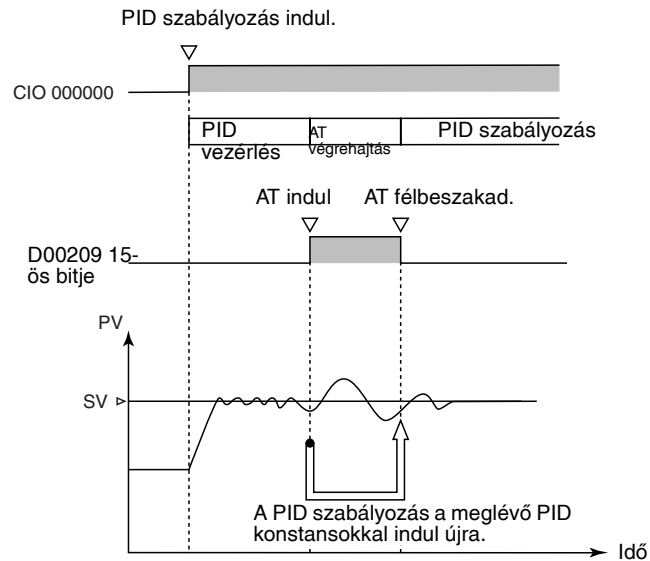 PID szabályozás indul.
CIO 000000
PID
vezérlés
AT
végrehajtás
PID szabályozás
AT indul
AT félbeszakad.
D00209 15-
ös bitje
PV
SV
A PID szabályozás a meglévő PID
konstansokkal indul újra.
Idő